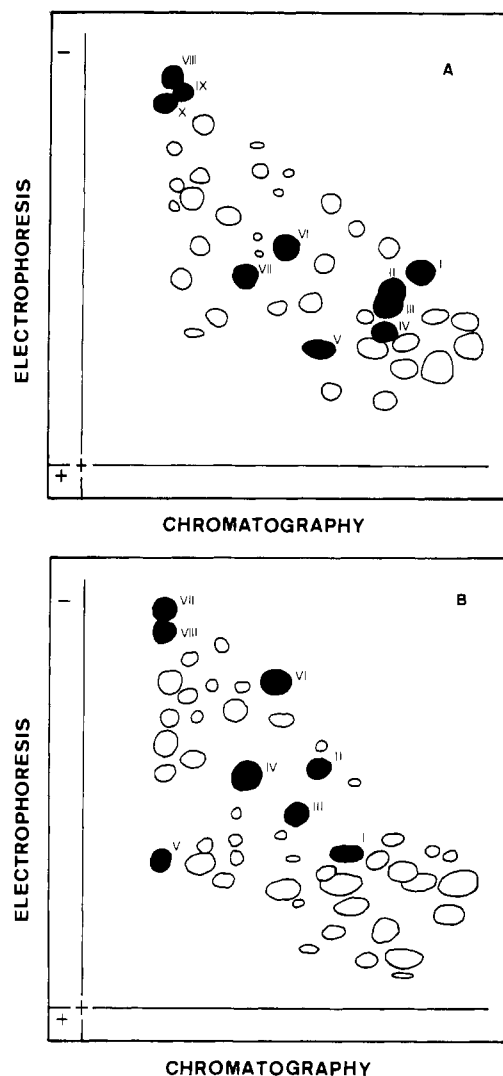 A
−
VIII
IX
X
VI
VII
I
II
III
IV
V
ELECTROPHORESIS
+
+
CHROMATOGRAPHY
B
−
VII
VIII
VI
II
IV
III
I
V
ELECTROPHORESIS
+
+
CHROMATOGRAPHY